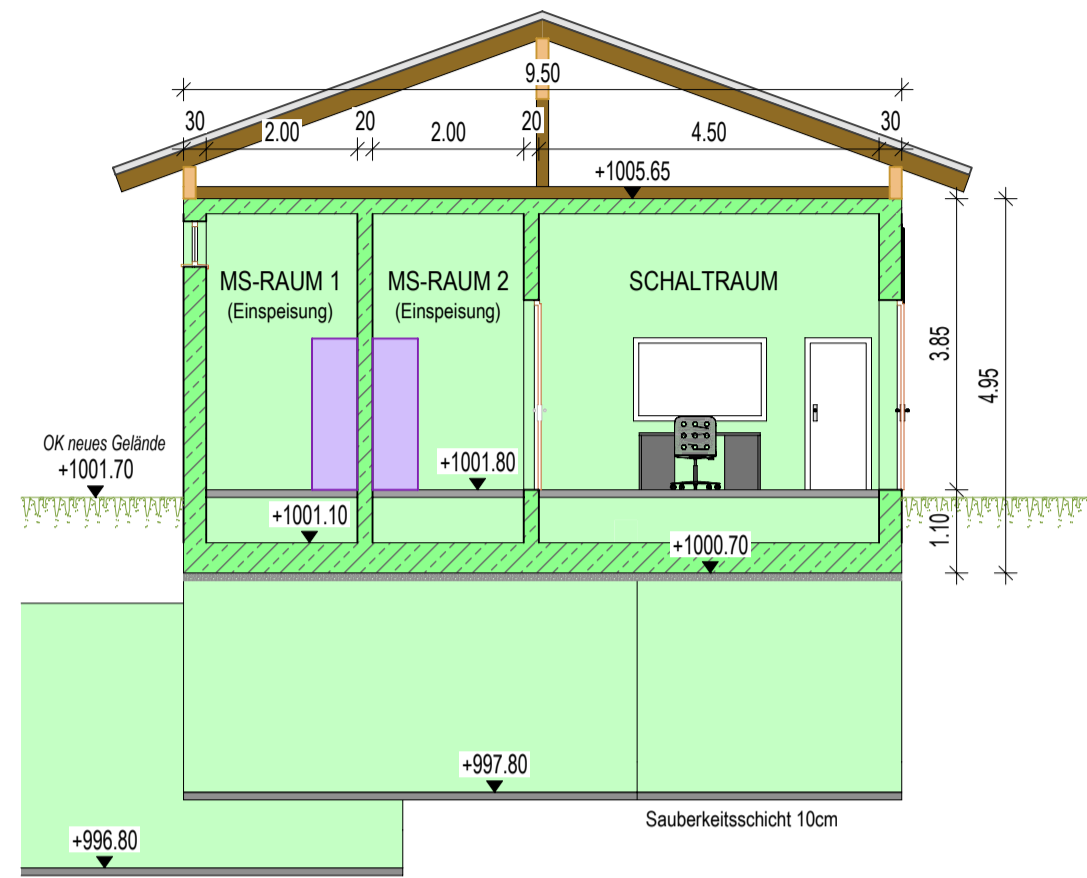 9.50
30
2.00
20
2.00
20
4.50
30
+1005.65
MS-RAUM 1
(Einspeisung)
MS-RAUM 2
(Einspeisung)
SCHALTRAUM
3.85
4.95
OK neues Gelände
+1001.70
+1001.80
+1001.10
+1000.70
1.10
+997.80
Sauberkeitsschicht 10cm
+996.80